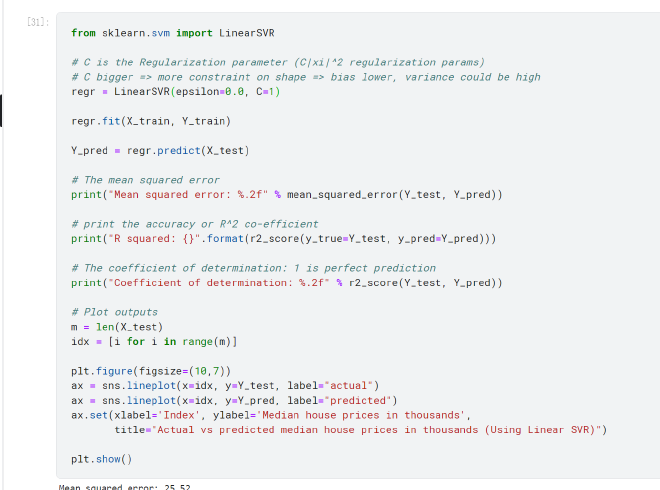 [31]:
from sklearn.svm import LinearSVR
# C is the Regularization parameter (C|xi|^2 regularization params)
# C bigger => more constraint on shape => bias lower, variance could be high
regr = LinearSVR(epsilon=0.0, C=1)
regr.fit(X_train, Y_train)
Y_pred = regr.predict(X_test)
# The mean squared error
print("Mean squared error: %.2f" % mean_squared_error(Y_test, Y_pred))
# print the accuracy or R^2 co-efficient
print("R squared: {}".format(r2_score(y_true=Y_test, y_pred=Y_pred)))
# The coefficient of determination: 1 is perfect prediction
print("Coefficient of determination: %.2f" % r2_score(Y_test, Y_pred))
# Plot outputs
m = len(X_test)
idx = [i for i in range(m)]
plt.figure(figsize=(10,7))
ax = sns.lineplot(x=idx, y=Y_test, label="actual")
ax = sns.lineplot(x=idx, y=Y_pred, label="predicted")
ax.set(xlabel='Index', ylabel='Median house prices in thousands',
title="Actual vs predicted median house prices in thousands (Using Linear SVR)")
plt.show()
Mean squared error: 25.52